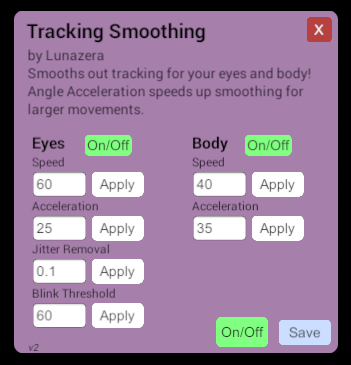 Tracking Smoothing
X
by Lunazera
Smooths out tracking for your eyes and body!
Angle Acceleration speeds up smoothing for
larger movements.
Eyes On/Off
Body On/Off
Speed
60 Apply
Speed
40 Apply
Acceleration
25 Apply
Acceleration
35 Apply
Jitter Removal
0.1 Apply
Blink Threshold
60 Apply
On/Off
Save
v2